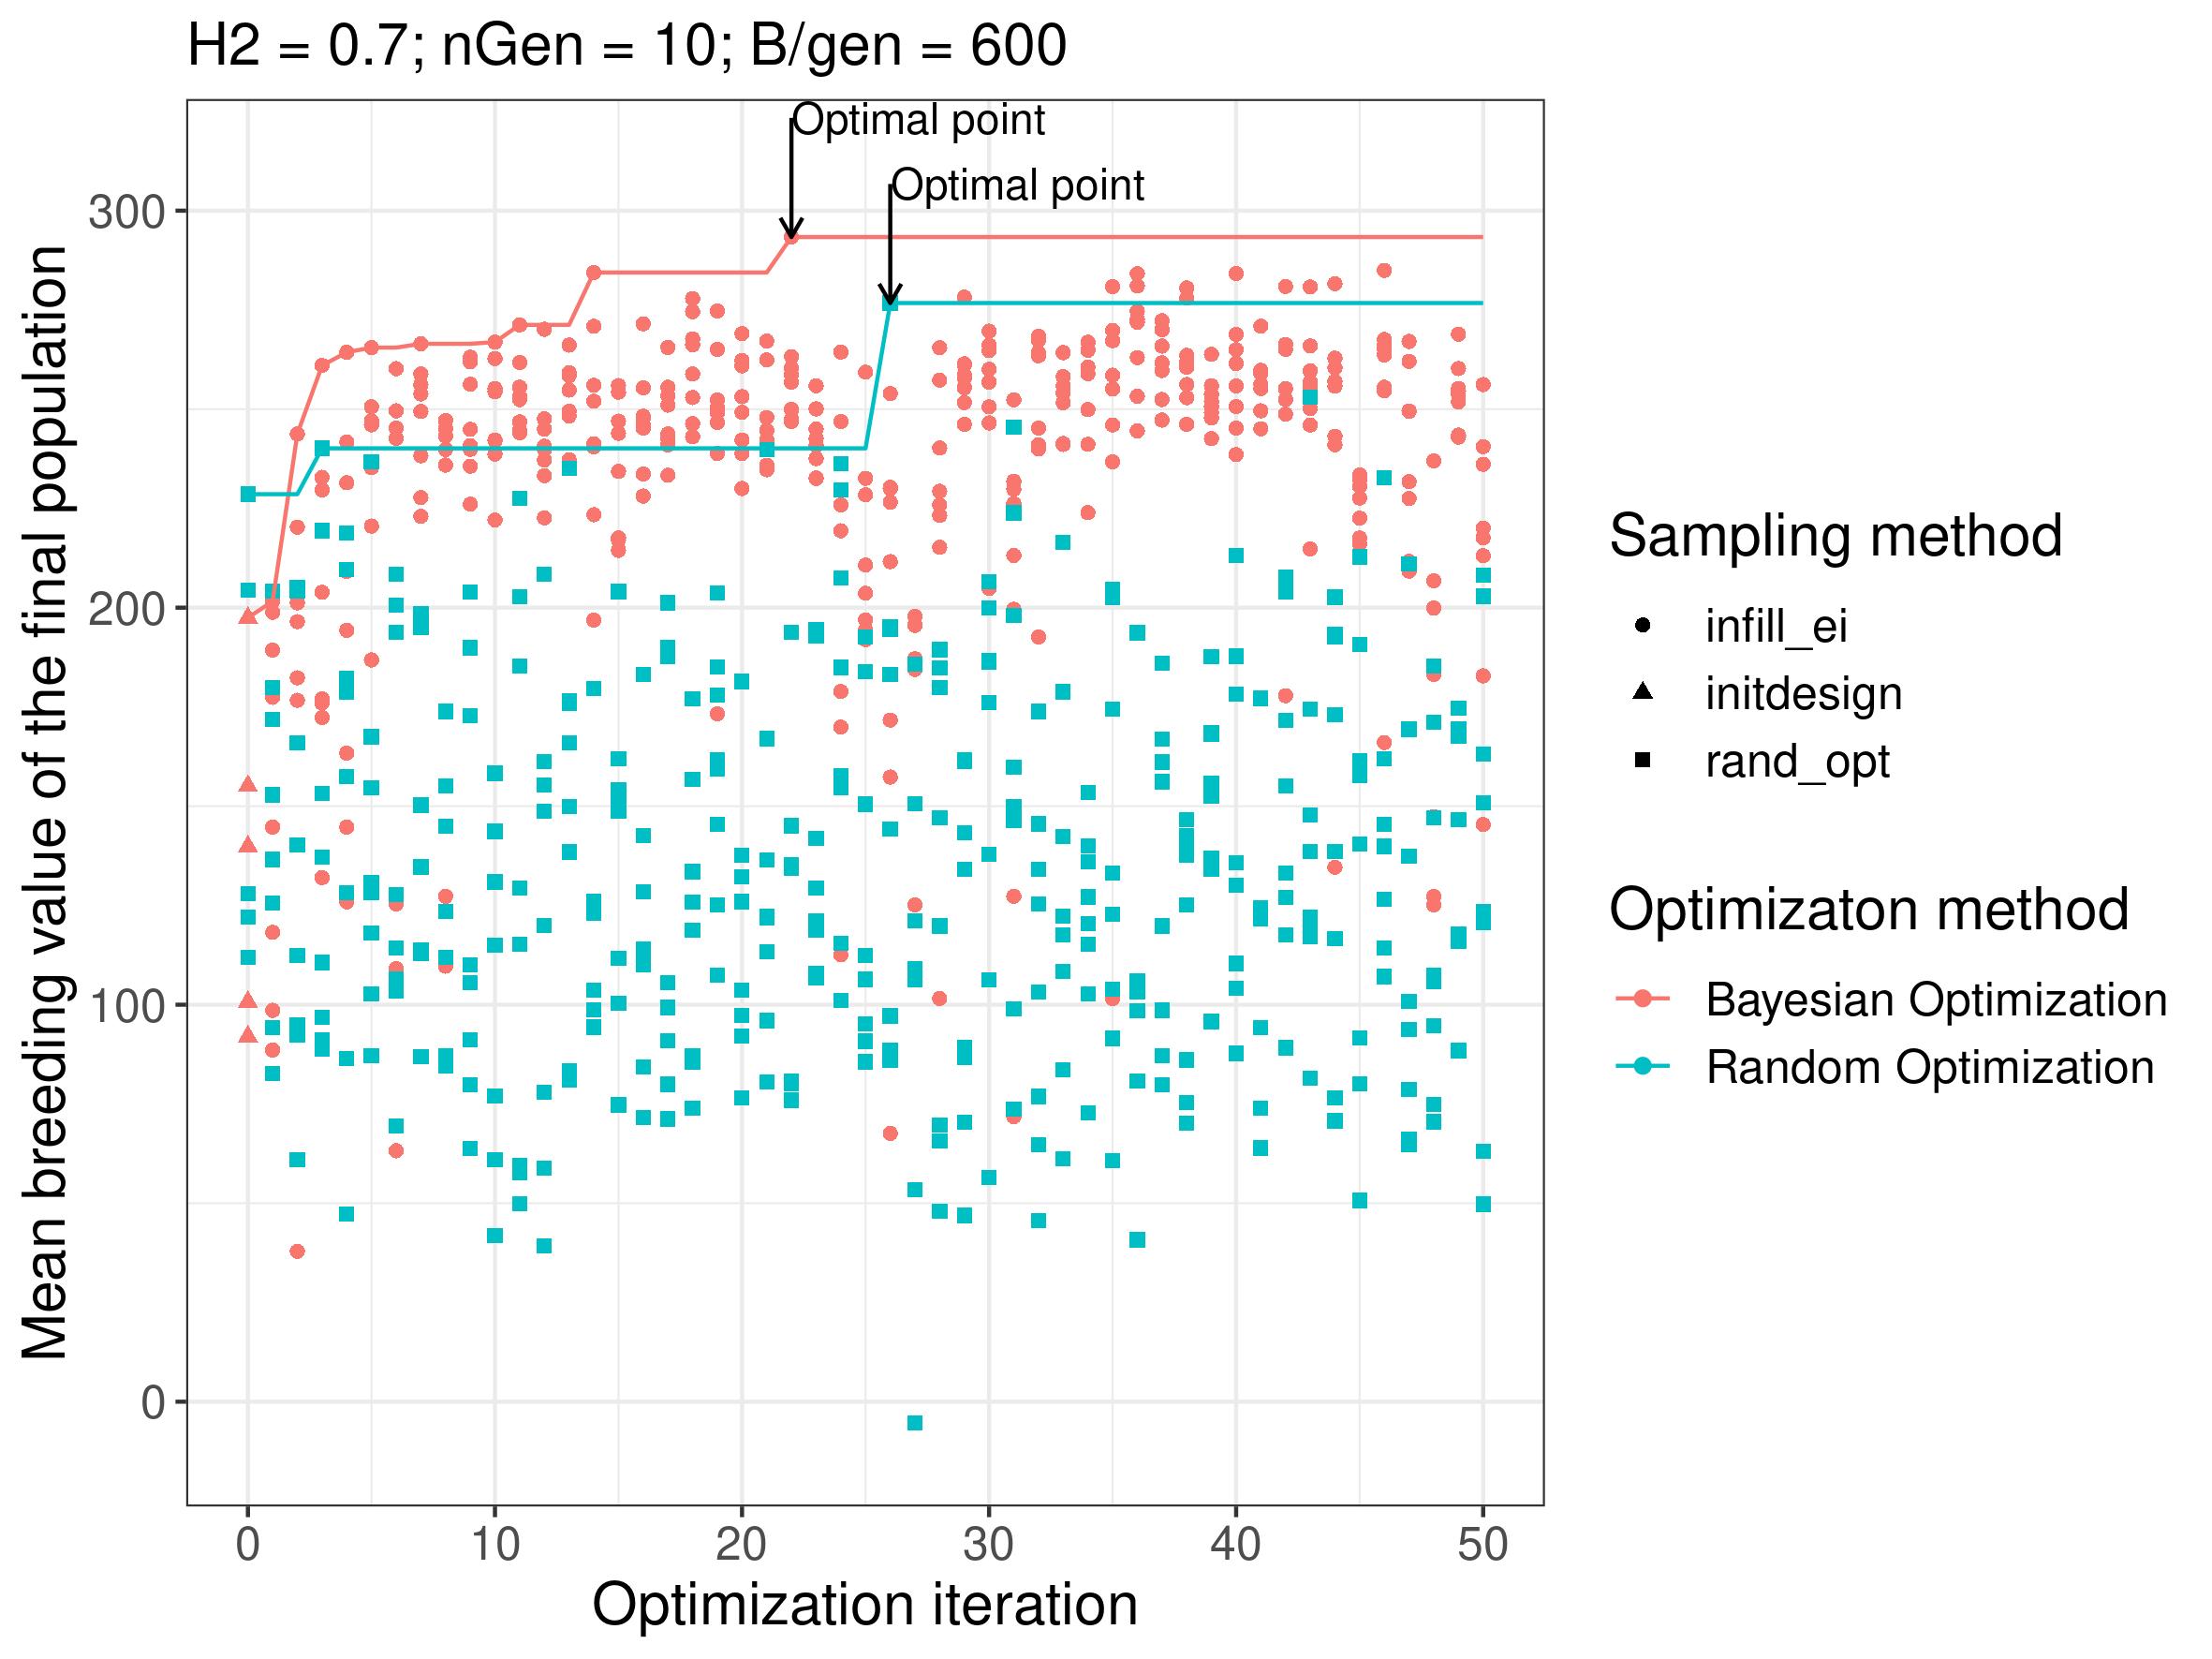 H2 = 0.7; nGen = 10; B/gen = 600
Optimal point
Optimal point
Mean breeding value of the final population
300
200
100
0
0 10 20 30 40 50
Optimization iteration
Sampling method
infill_ei
initdesign
rand_opt
Optimizaton method
Bayesian Optimization
Random Optimization